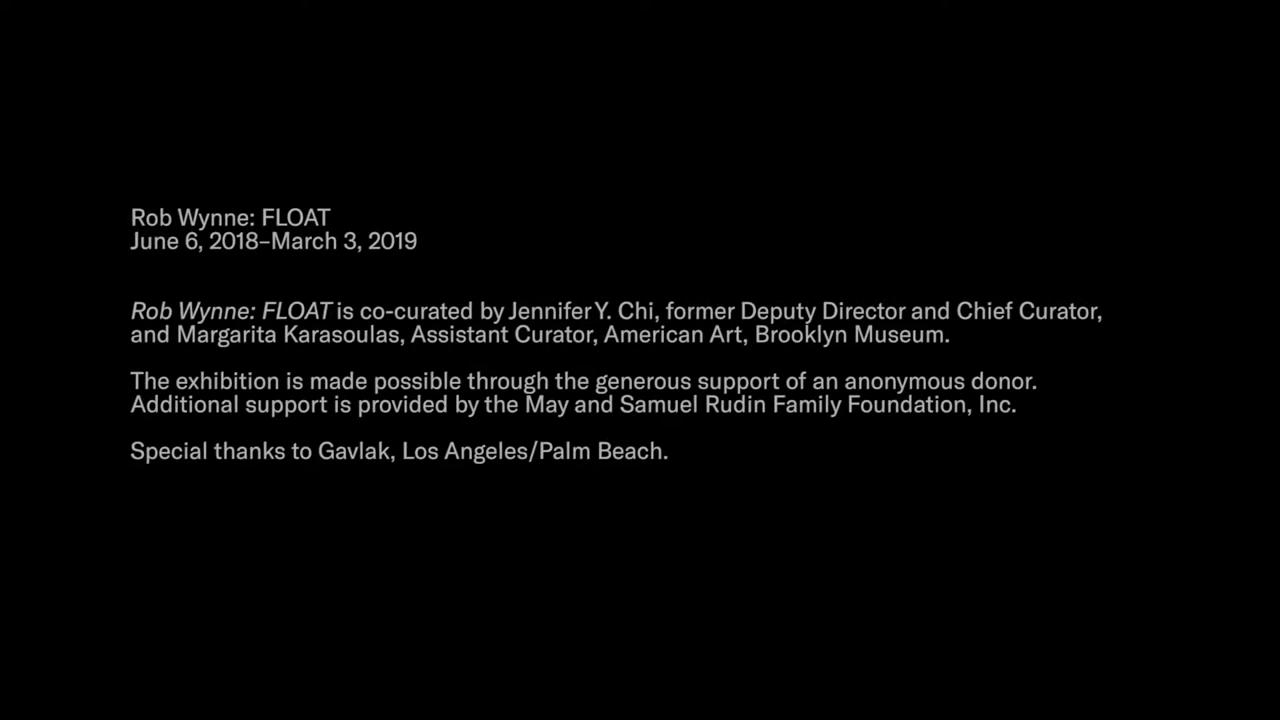 Rob Wynne: FLOAT
June 6, 2018–March 3, 2019
Rob Wynne: FLOAT is co-curated by Jennifer Y. Chi, former Deputy Director and Chief Curator,
and Margarita Karasoulas, Assistant Curator, American Art, Brooklyn Museum.
The exhibition is made possible through the generous support of an anonymous donor.
Additional support is provided by the May and Samuel Rudin Family Foundation, Inc.
Special thanks to Gavlak, Los Angeles/Palm Beach.